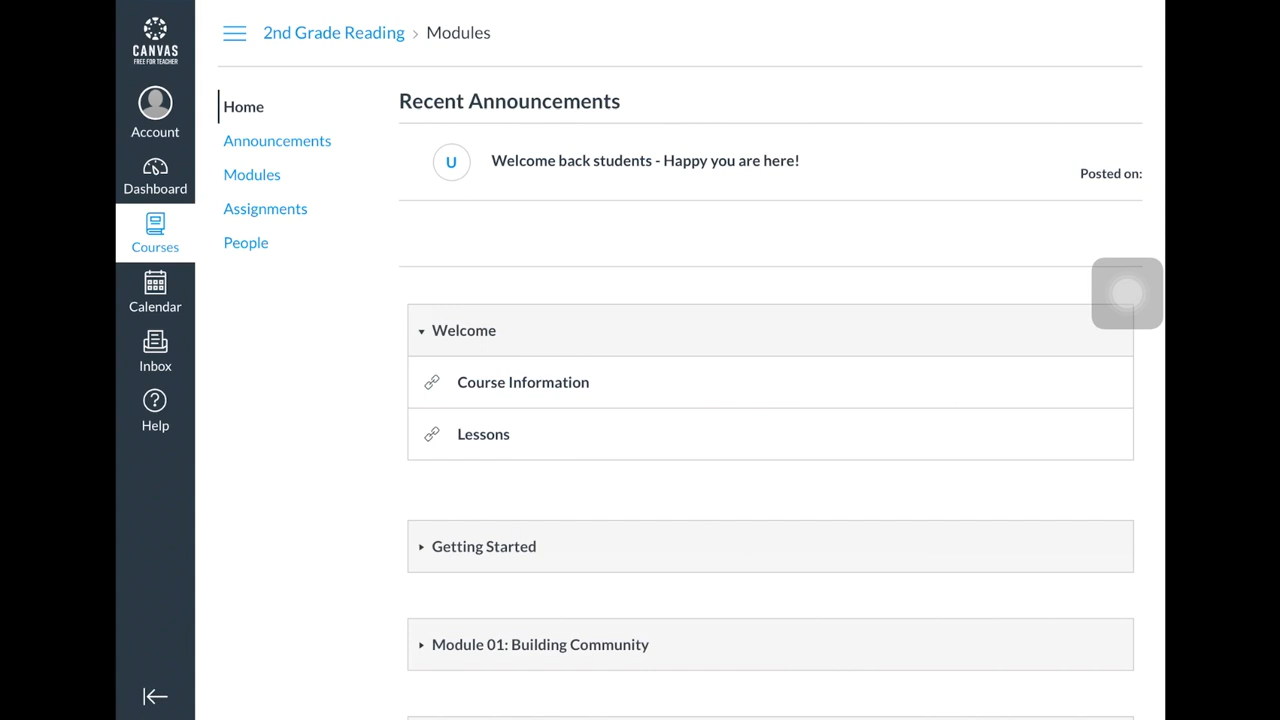 CANVAS
FREE FOR TEACHER
Account
Dashboard
Courses
Calendar
Inbox
Help
2nd Grade Reading > Modules
Home
Announcements
Modules
Assignments
People
Recent Announcements
U
Welcome back students - Happy you are here!
Posted on:
Welcome
Course Information
Lessons
Getting Started
Module 01: Building Community